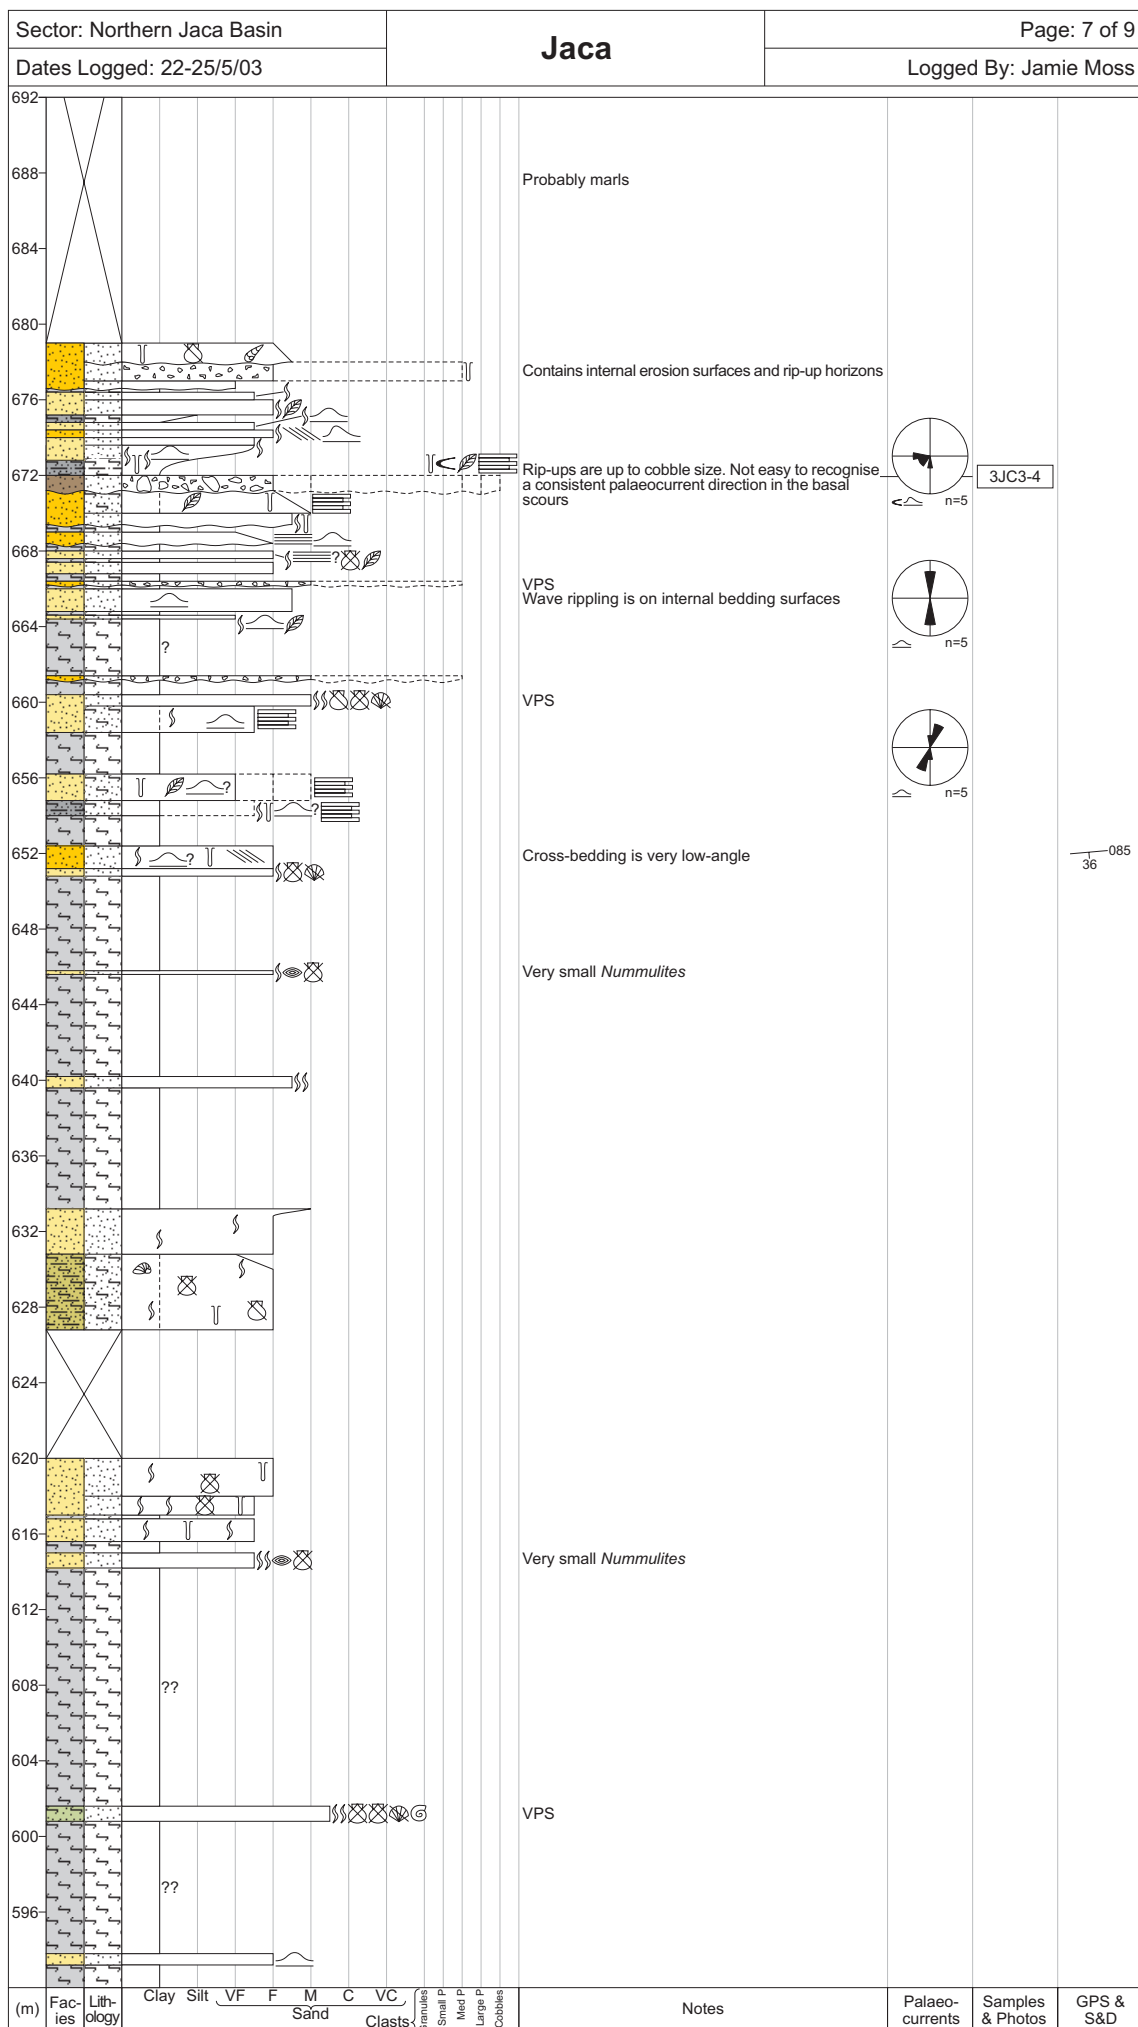 Sector: Northern Jaca Basin
Jaca
Page: 7 of 9
Dates Logged: 22-25/5/03
Logged By: Jamie Moss
692
688
Probably marls
684
680
Contains internal erosion surfaces and rip-up horizons
676
672
Rip-ups are up to cobble size. Not easy to recognise
a consistent palaeocurrent direction in the basal
scours
n=5
3JC3-4
668
?
VPS
Wave rippling is on internal bedding surfaces
664
?
n=5
660
VPS
656
?
n=5
?
652
?
Cross-bedding is very low-angle
085
36
648
Very small Nummulites
644
640
636
632
628
624
620
616
Very small Nummulites
612
608
??
604
VPS
600
??
596
(m)
Fac-
ies
Lith-
ology
Clay Silt VF F M C VC
Sand
Clasts
Granules
Small P
Med P
Large P
Cobbles
Notes
Palaeo-
currents
Samples
& Photos
GPS &
S&D